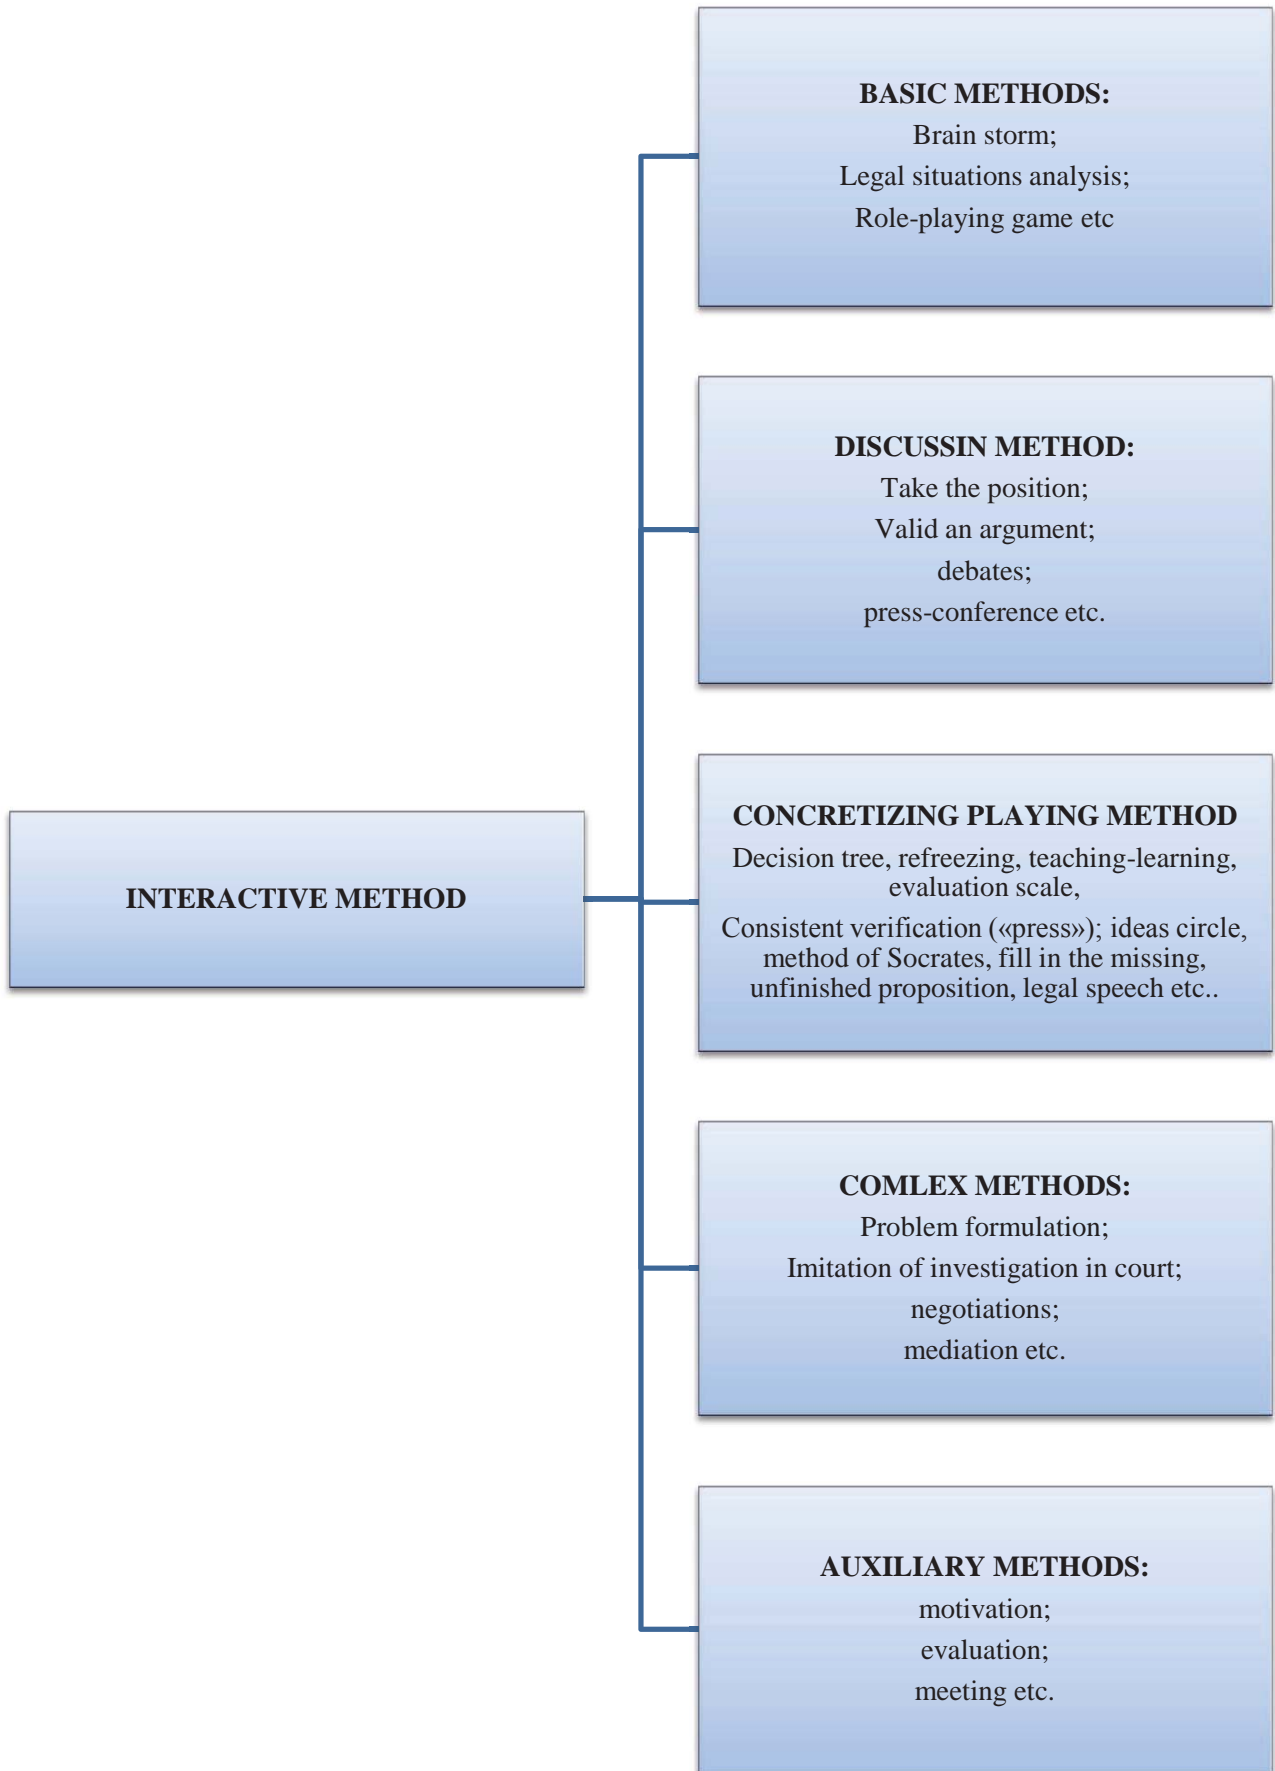 BASIC METHODS:
Brain storm;
Legal situations analysis;
Role-playing game etc
DISCUSSIN METHOD:
Take the position;
Valid an argument;
debates;
press-conference etc.
INTERACTIVE METHOD
CONCRETIZING PLAYING METHOD
Decision tree, refreezing, teaching-learning,
evaluation scale,
Consistent verification («press»); ideas circle,
method of Socrates, fill in the missing,
unfinished proposition, legal speech etc..
COMLEX METHODS:
Problem formulation;
Imitation of investigation in court;
negotiations;
mediation etc.
AUXILIARY METHODS:
motivation;
evaluation;
meeting etc.